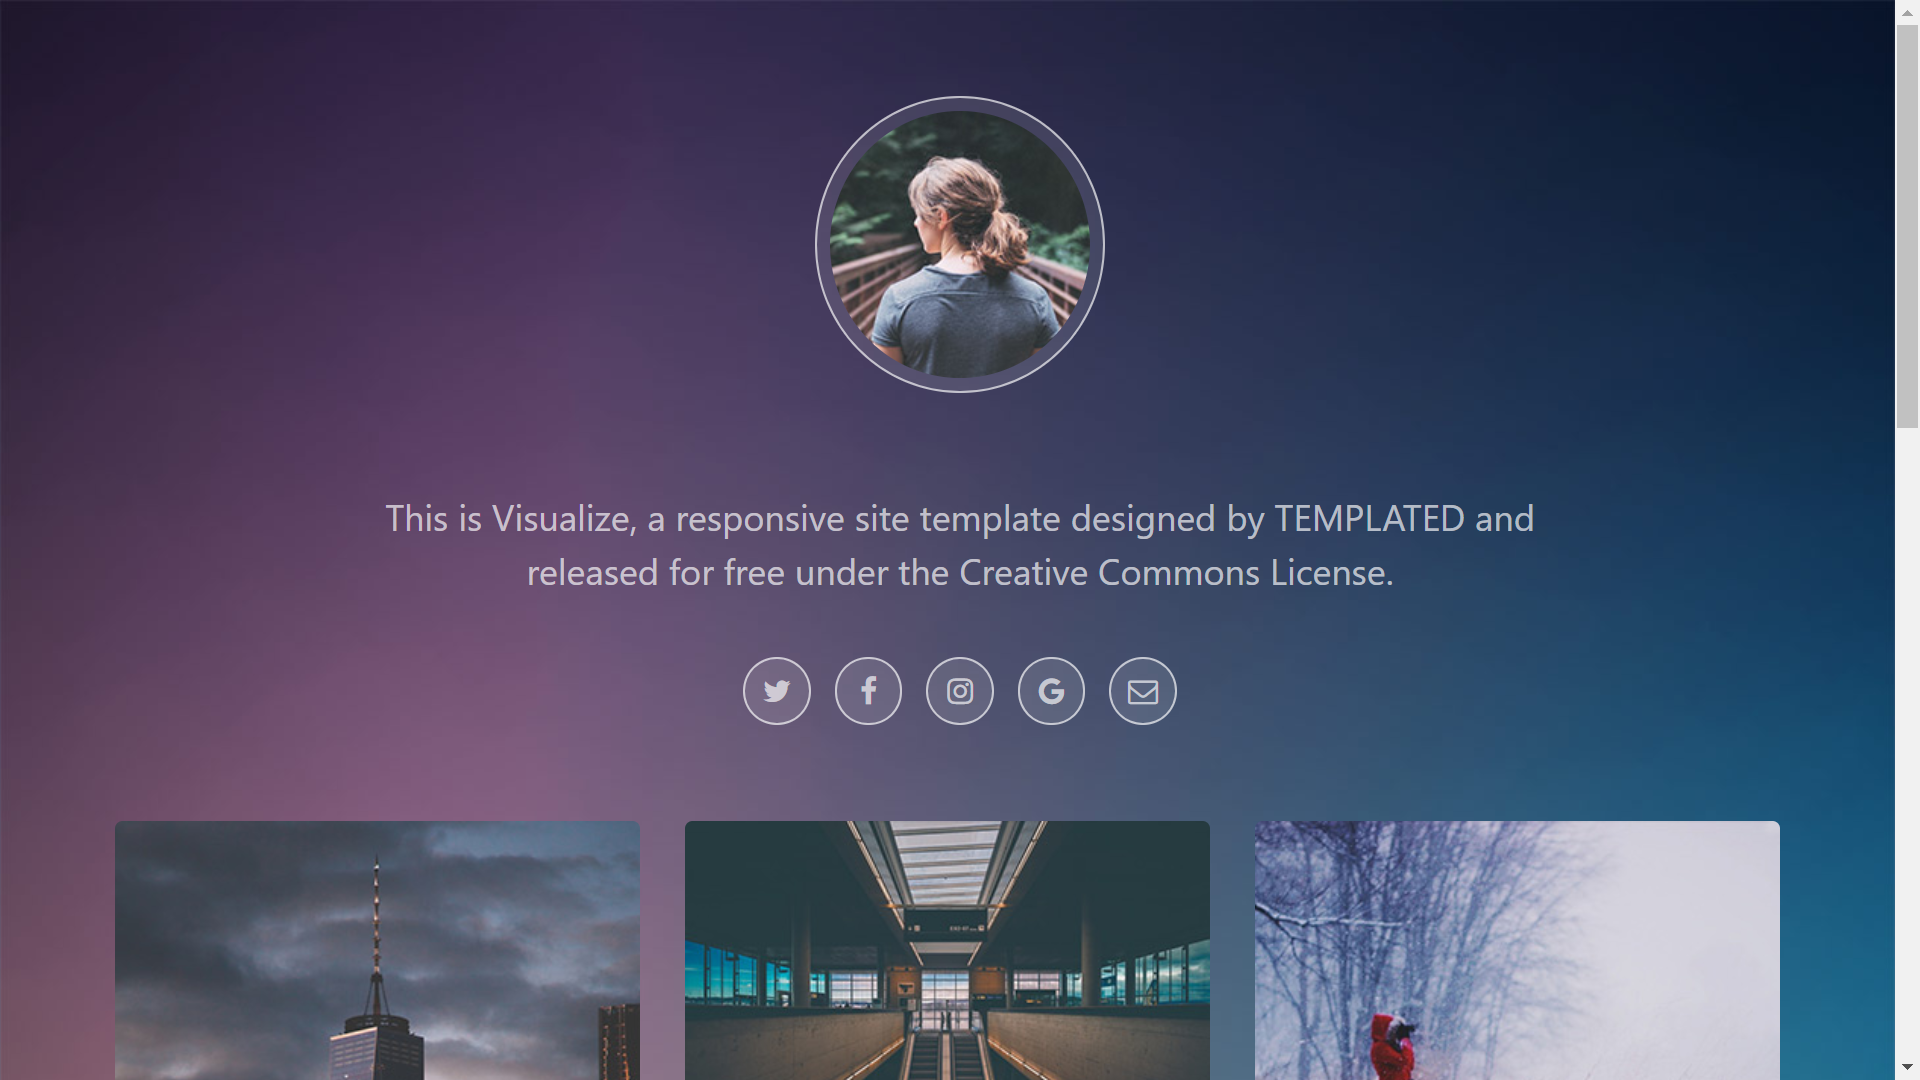 This is Visualize, a responsive site template designed by TEMPLATED and
released for free under the Creative Commons License.